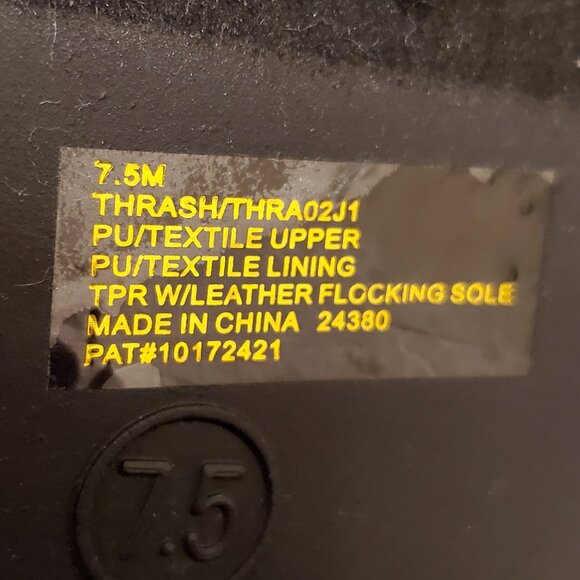 7.5M
THRASH/THRA02J1
PU/TEXTILE UPPER
PU/TEXTILE LINING
TPR W/LEATHER FLOCKING SOLE
MADE IN CHINA 24380
PAT#10172421
7.5